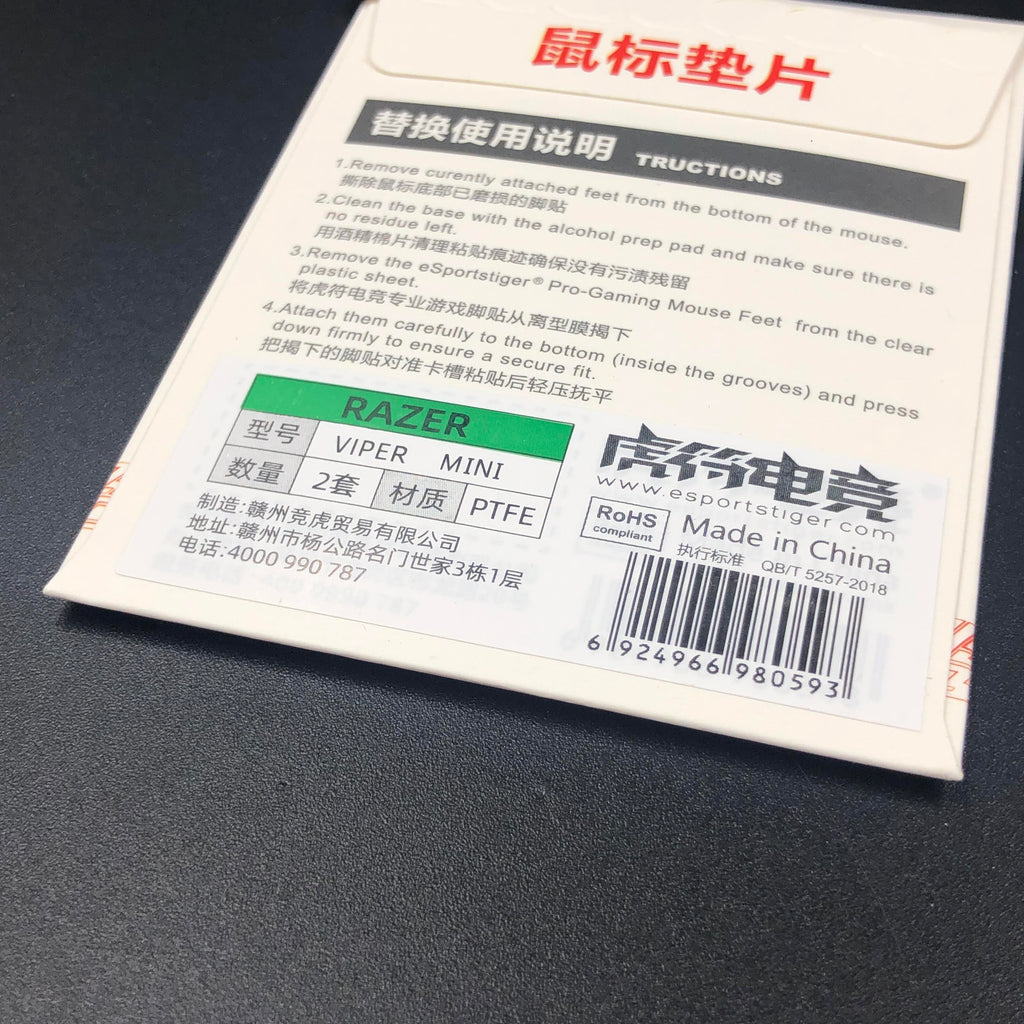 鼠标垫片
替换使用说明 TRUCTIONS
1.Remove curently attached feet from the bottom of the mouse.
撕除鼠标底部已磨损的脚贴
2.Clean the base with the alcohol prep pad and make sure there is
no residue left.
用酒精棉片清理粘贴痕迹确保没有污渍残留
3.Remove the eSportstiger® Pro-Gaming Mouse Feet from the clear
plastic sheet.
将虎符电竞专业游戏脚贴从离型膜揭下
4.Attach them carefully to the bottom (inside the grooves) and press
down firmly to ensure a secure fit.
把揭下的脚贴对准卡槽粘贴后轻压抚平
RAZER
型号 VIPER MINI
数量 2套 材质 PTFE
制造:赣州竞虎贸易有限公司
地址:赣州市杨公路名门世家3栋1层
电话:4000 990 787
虎符电竞
www.esportstiger.com
RoHS
compliant
Made in China
执行标准 QB/T 5257-2018
6 924966 980593